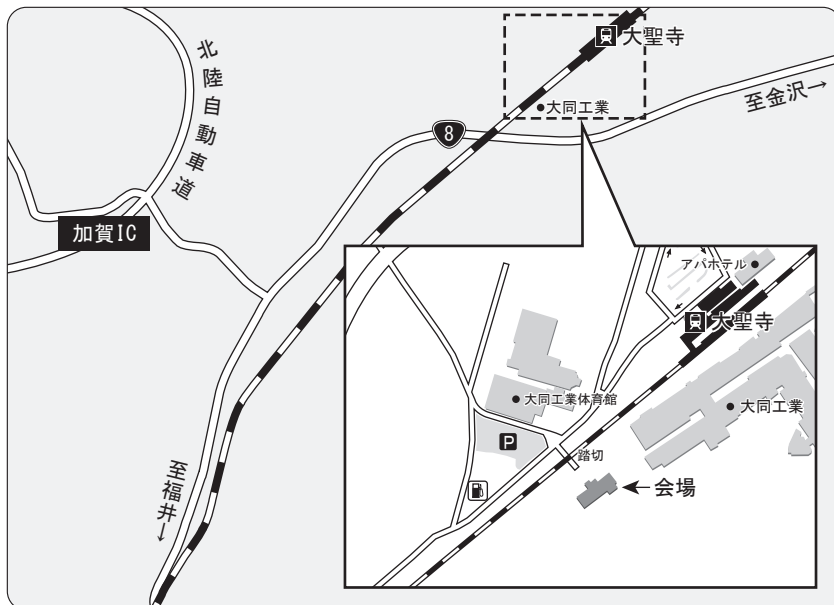 北陸自動車道
大聖寺
大同工業
至金沢→
8
加賀IC
至福井→
アパホテル
大聖寺
大同工業体育館
大同工業
P
踏切
←会場